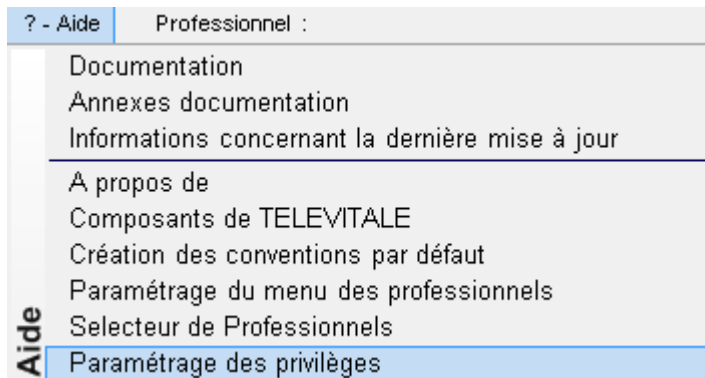 ? - Aide Professionnel :
Documentation
Annexes documentation
Informations concernant la dernière mise à jour
A propos de
Composants de TELEVITALE
Création des conventions par défaut
Paramétrage du menu des professionnels
Selecteur de Professionnels
Paramétrage des privilèges
Aide